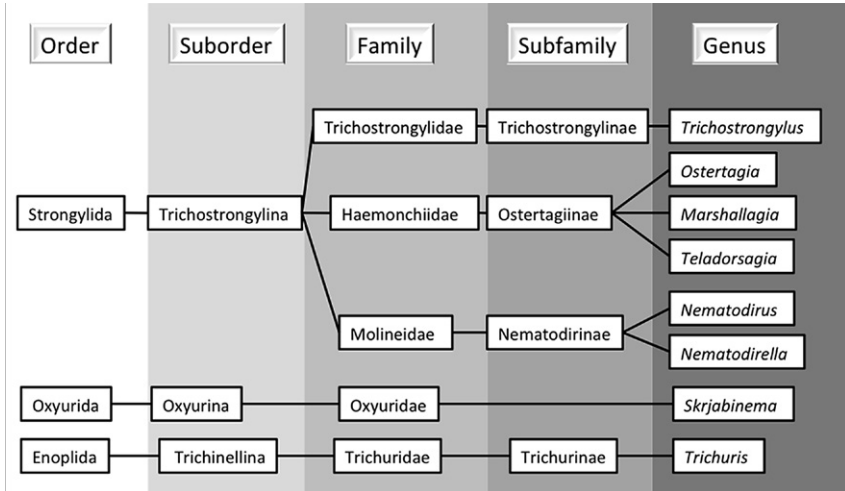 Order
Suborder
Family
Subfamily
Genus
Trichostrongylidae
Trichostrongylinae
Trichostrongylus
Ostertagia
Strongylida
Trichostrongylina
Haemonchiidae
Ostertagiinae
Marshallagia
Teladorsagia
Nematodirus
Molineidae
Nematodirinae
Nematodirella
Oxyurida
Oxyurina
Oxyuridae
Skrjabinema
Enoplida
Trichinellina
Trichuridae
Trichurinae
Trichuris